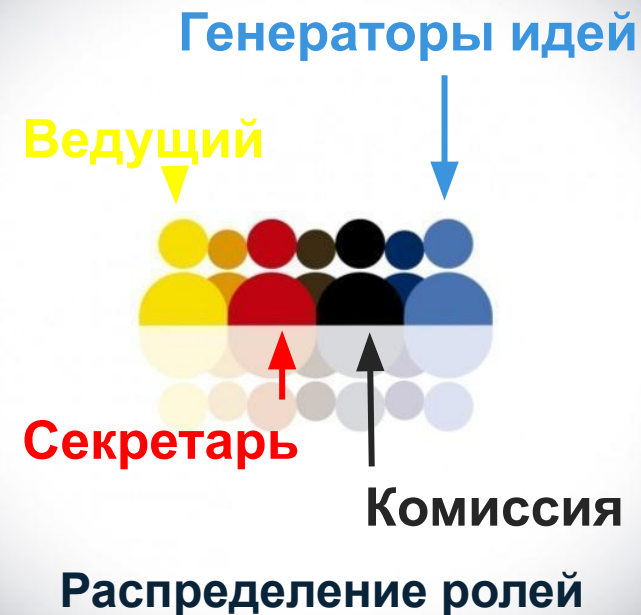 Генераторы идей
Ведущий
Секретарь
Комиссия
Распределение ролей